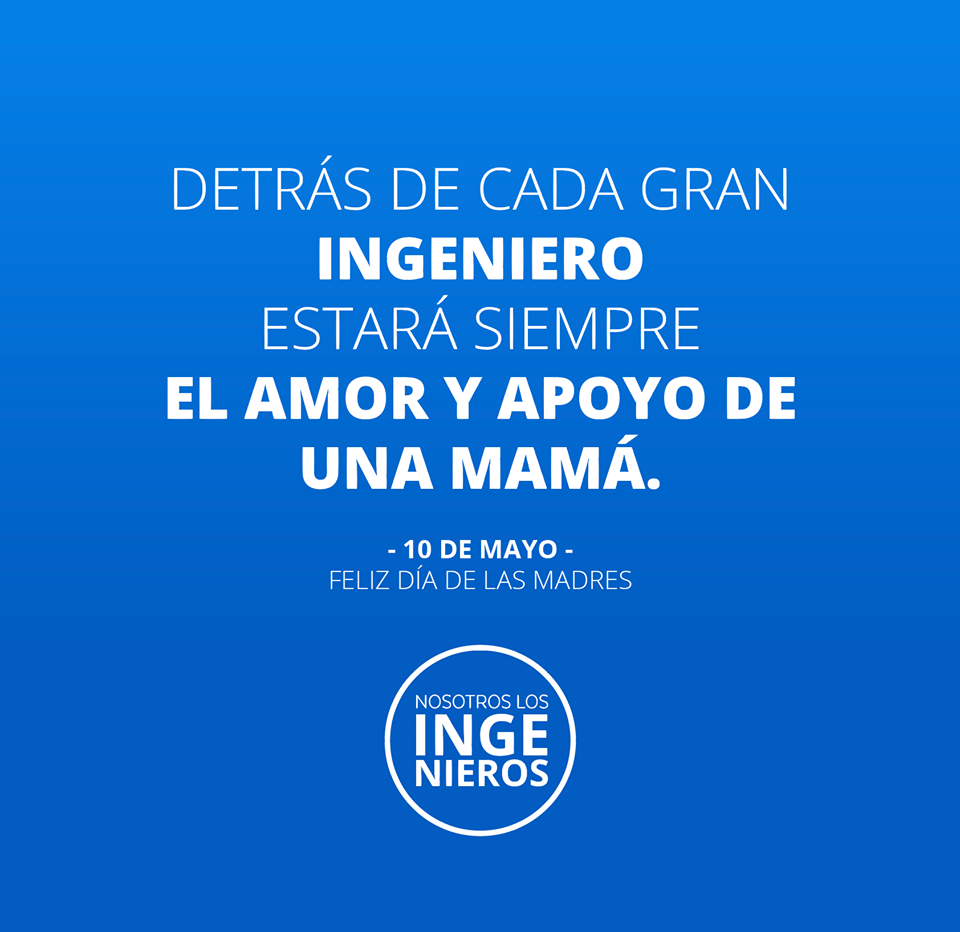 DETRÁS DE CADA GRAN
INGENIERO
ESTARÁ SIEMPRE
EL AMOR Y APOYO DE
UNA MAMÁ.
- 10 DE MAYO -
FELIZ DÍA DE LAS MADRES
NOSOTROS LOS
INGE
NIEROS